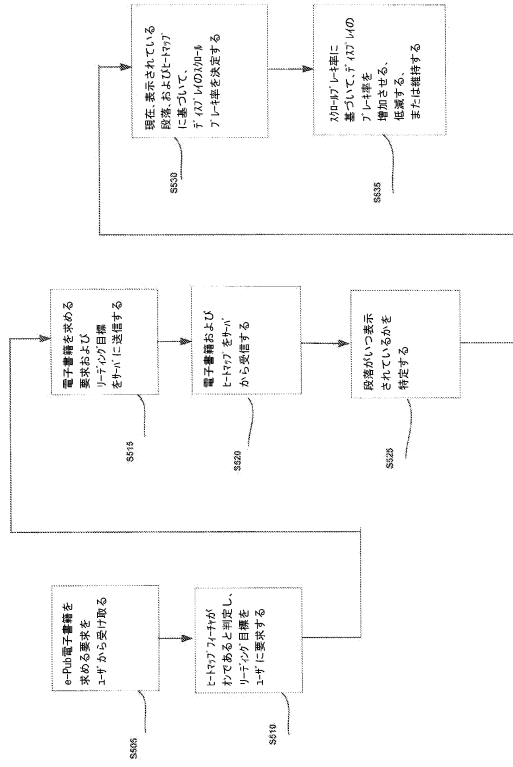 e-Pub電子書籍を
求める要求を
ユーザから受け取る
S505
ヒートマップフィーチャが
オンであると判定し、
リーディング目標を
ユーザに要求する
S510
電子書籍を求める
要求および
リーディング目標
をサーバに送信する
S515
電子書籍および
ヒートマップをサーバ
から受信する
S520
段落がいつ表示
されているかを
特定する
S525
現在、表示されている
段落、およびヒートマップ
に基づいて、
ディスプレイのスクロール
ブレーキ率を決定する
S530
スクロールブレーキ率に
基づいて、ディスプレイの
ブレーキ率を
増加させる、
低減する、
または維持する
S535